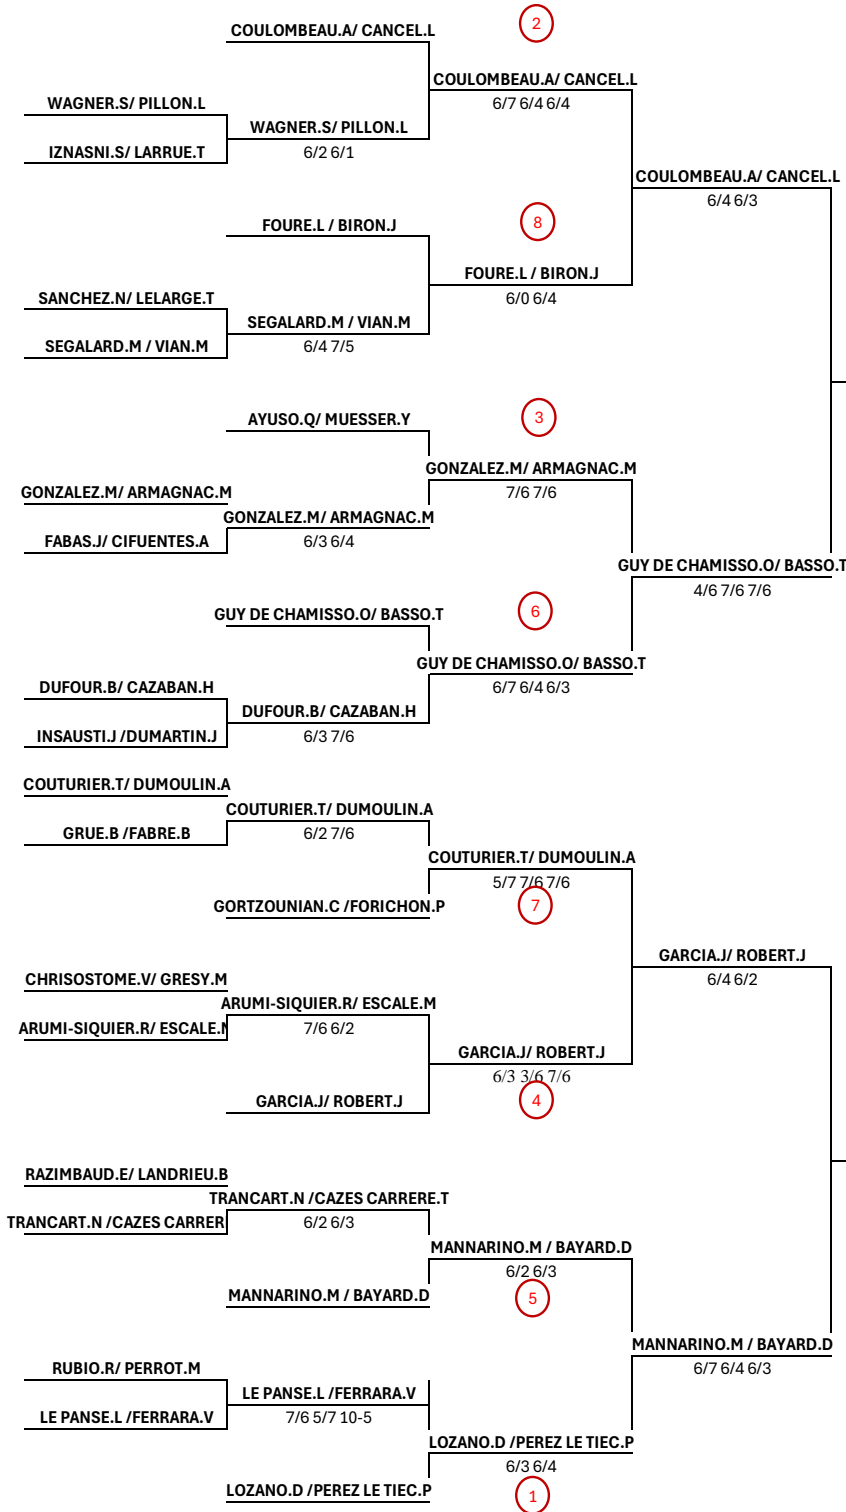 COULOMBEAU.A/ CANCEL.L
2
COULOMBEAU.A/ CANCEL.L
6/7 6/4 6/4
WAGNER.S/ PILLON.L
WAGNER.S/ PILLON.L
6/2 6/1
IZNASNI.S/ LARRUE.T
COULOMBEAU.A/ CANCEL.L
6/4 6/3
FOURE.L / BIRON.J
8
FOURE.L / BIRON.J
6/0 6/4
SANCHEZ.N/ LELARGE.T
SEGALARD.M / VIAN.M
6/4 7/5
SEGALARD.M / VIAN.M
AYUSO.Q/ MUESSER.Y
3
GONZALEZ.M/ ARMAGNAC.M
7/6 7/6
GONZALEZ.M/ ARMAGNAC.M
GONZALEZ.M/ ARMAGNAC.M
6/3 6/4
FABAS.J/ CIFUENTES.A
GUY DE CHAMISSO.O/ BASSO.T
4/6 7/6 7/6
GUY DE CHAMISSO.O/ BASSO.T
6
GUY DE CHAMISSO.O/ BASSO.T
6/7 6/4 6/3
DUFOUR.B/ CAZABAN.H
DUFOUR.B/ CAZABAN.H
6/3 7/6
INSAUSTI.J /DUMARTIN.J
COUTURIER.T/ DUMOULIN.A
COUTURIER.T/ DUMOULIN.A
6/2 7/6
GRUE.B /FABRE.B
COUTURIER.T/ DUMOULIN.A
5/7 7/6 7/6
GORTZOUNIAN.C /FORICHON.P
7
GARCIA.J/ ROBERT.J
6/4 6/2
CHRISOSTOME.V/ GRESY.M
ARUMI-SIQUIER.R/ ESCALE.M
7/6 6/2
ARUMI-SIQUIER.R/ ESCALE.M
GARCIA.J/ ROBERT.J
6/3 3/6 7/6
GARCIA.J/ ROBERT.J
4
RAZIMBAUD.E/ LANDRIEU.B
TRANCART.N /CAZES CARRERE.T
6/2 6/3
TRANCART.N /CAZES CARRER
MANNARINO.M / BAYARD.D
6/2 6/3
MANNARINO.M / BAYARD.D
5
MANNARINO.M / BAYARD.D
6/7 6/4 6/3
RUBIO.R/ PERROT.M
LE PANSE.L /FERRARA.V
7/6 5/7 10-5
LE PANSE.L /FERRARA.V
LOZANO.D /PEREZ LE TIEC.P
6/3 6/4
LOZANO.D /PEREZ LE TIEC.P
1